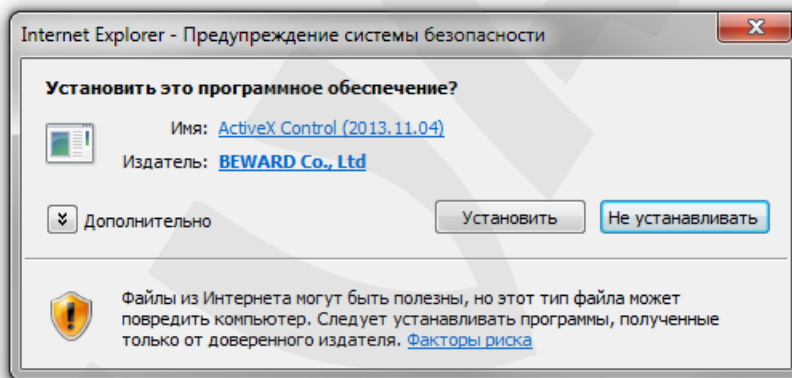 Internet Explorer - Предупреждение системы безопасности
Установить это программное обеспечение?
Имя: ActiveX Control (2013.11.04)
Издатель: BEWARD Co., Ltd
Дополнительно
Установить
Не устанавливать
Файлы из Интернета могут быть полезны, но этот тип файла может
повредить компьютер. Следует устанавливать программы, полученные
только от доверенного издателя. Факторы риска